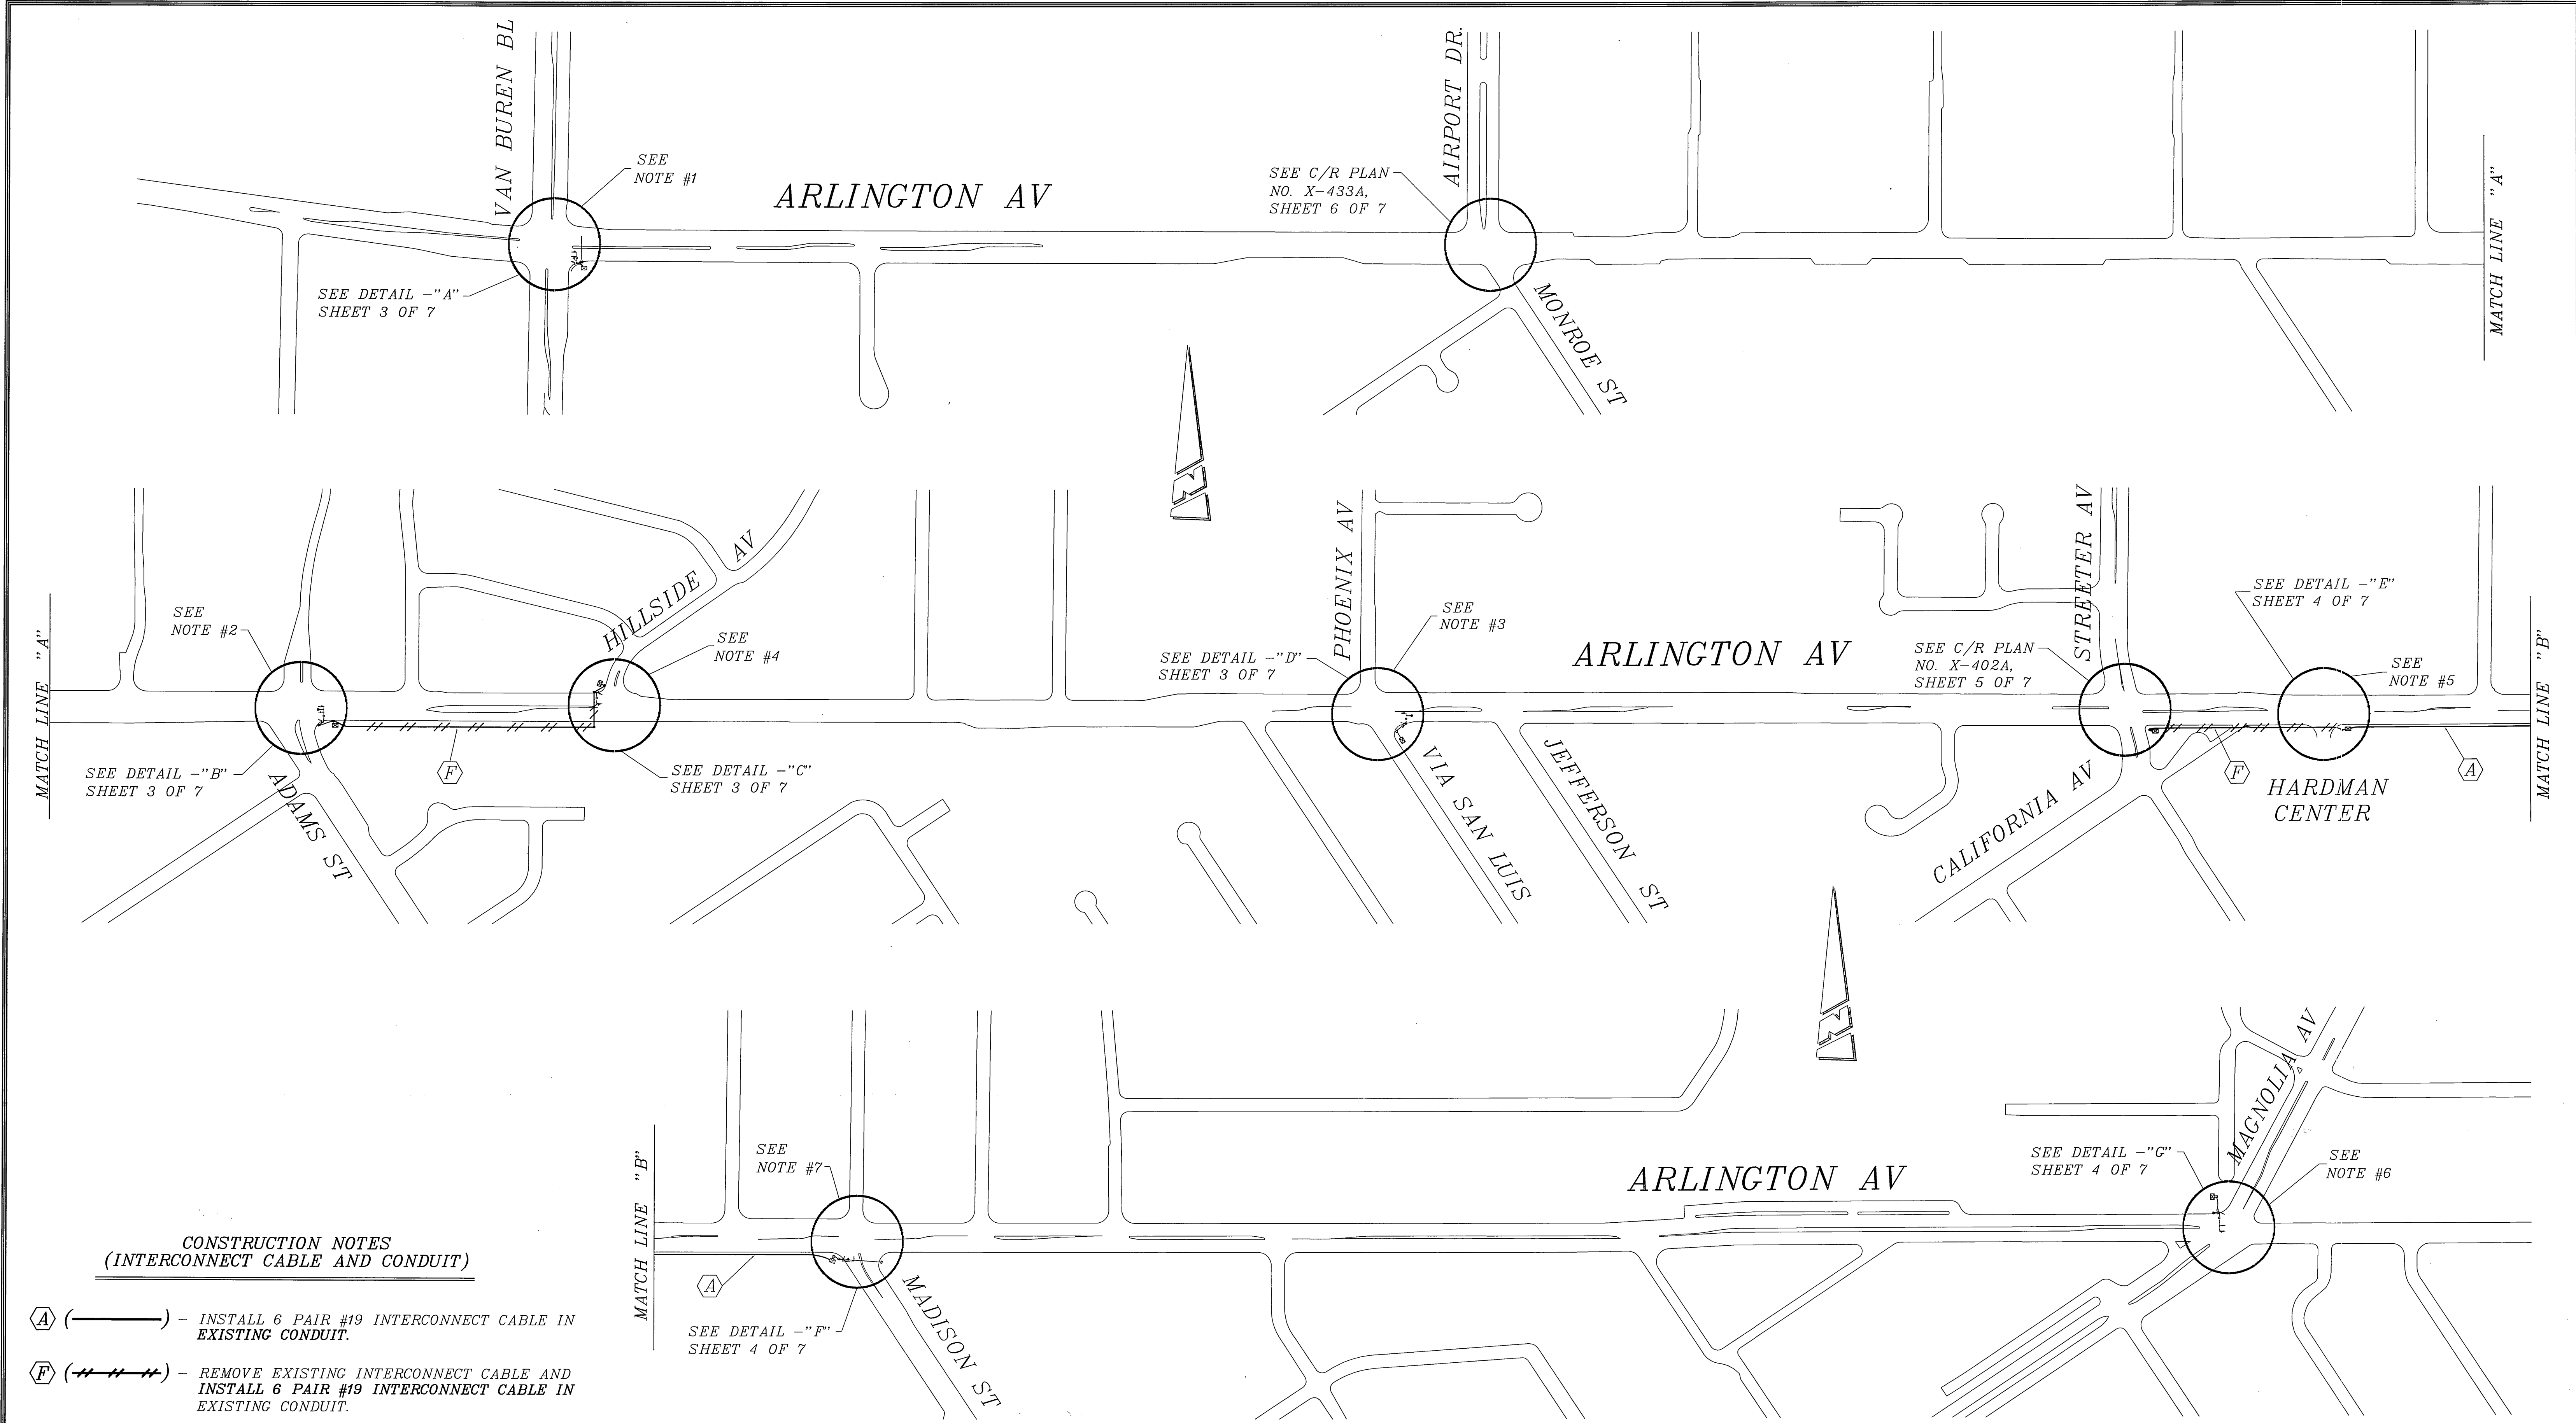 VAN BUREN BL
SEE
NOTE #1
ARLINGTON AV
SEE C/R PLAN
NO. X-433A,
SHEET 6 OF 7
AIRPORT DR.
MATCH LINE "A"
SEE DETAIL -"A"
SHEET 3 OF 7
MONROE ST
N
MATCH LINE "A"
SEE
NOTE #2
HILLSIDE AV
SEE
NOTE #4
SEE DETAIL -"B"
SHEET 3 OF 7
ADAMS ST
F
SEE DETAIL -"C"
SHEET 3 OF 7
PHOENIX AV
SEE DETAIL -"D"
SHEET 3 OF 7
SEE
NOTE #3
ARLINGTON AV
VIA SAN LUIS
JEFFERSON ST
SEE C/R PLAN
NO. X-402A,
SHEET 5 OF 7
STREETER AV
SEE DETAIL -"E"
SHEET 4 OF 7
SEE
NOTE #5
CALIFORNIA AV
F
HARDMAN
CENTER
A
MATCH LINE "B"
N
MATCH LINE "B"
SEE
NOTE #7
A
SEE DETAIL -"F"
SHEET 4 OF 7
MADISON ST
ARLINGTON AV
SEE DETAIL -"G"
SHEET 4 OF 7
MAGNOLIA AV
SEE
NOTE #6
CONSTRUCTION NOTES
(INTERCONNECT CABLE AND CONDUIT)
A ( ) - INSTALL 6 PAIR #19 INTERCONNECT CABLE IN
EXISTING CONDUIT.
F ( ) - REMOVE EXISTING INTERCONNECT CABLE AND
INSTALL 6 PAIR #19 INTERCONNECT CABLE IN
EXISTING CONDUIT.